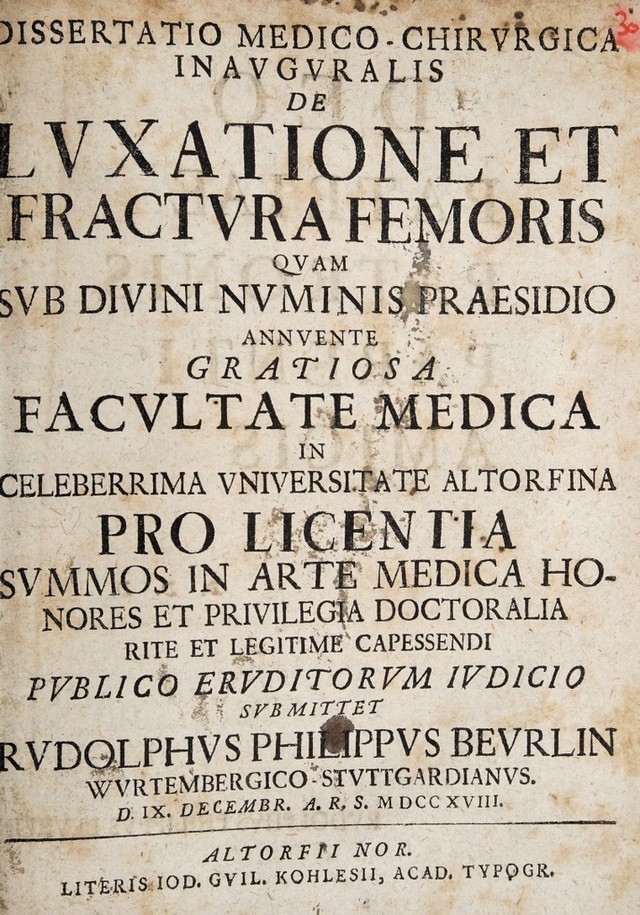 DISSERTATIO MEDICO-CHIRVRGICA
INAVGVRALIS
DE
LVXATIONE ET
FRACTVRA FEMORIS
QVAM
SVB DIVINI NVMINIS PRAESIDIO
ANNVENTE
GRATIOSA
FACVLTATE MEDICA
IN
CELEBERRIMA VNIVERSITATE ALTORFINA
PRO LICENTIA
SVMMOS IN ARTE MEDICA HO-
NORES ET PRIVILEGIA DOCTORALIA
RITE ET LEGITIME CAPESSENDI
PVBLICO ERVDITORVM IVDICIO
SVBMITTET
RVDOLPHVS PHILIPPVS BEVRLIN
WVRTEMBERGICO-STVTTGARDIANVS.
D. IX. DECEMBR. A. R. S. MDCCXVIII.
ALTORFII NOR.
LITERIS IOD. GVIL. KOHLESII, ACAD. TYPOGR.